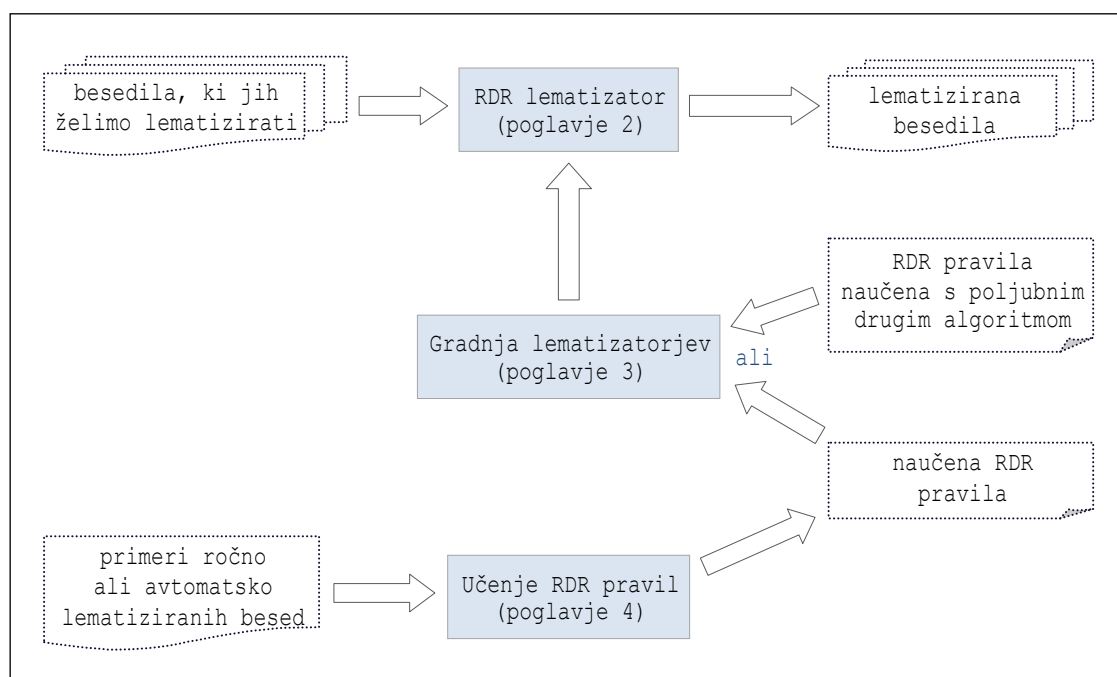 besedila, ki jih
želimo lematizirati
RDR lematizator
(poglavje 2)
lematizirana
besedila
RDR pravila
naučena s poljubnim
drugim algoritmom
Gradnja lematizatorjev
(poglavje 3)
ali
naučena RDR
pravila
primeri ročno
ali avtomatsko
lematiziranih besed
Učenje RDR pravil
(poglavje 4)